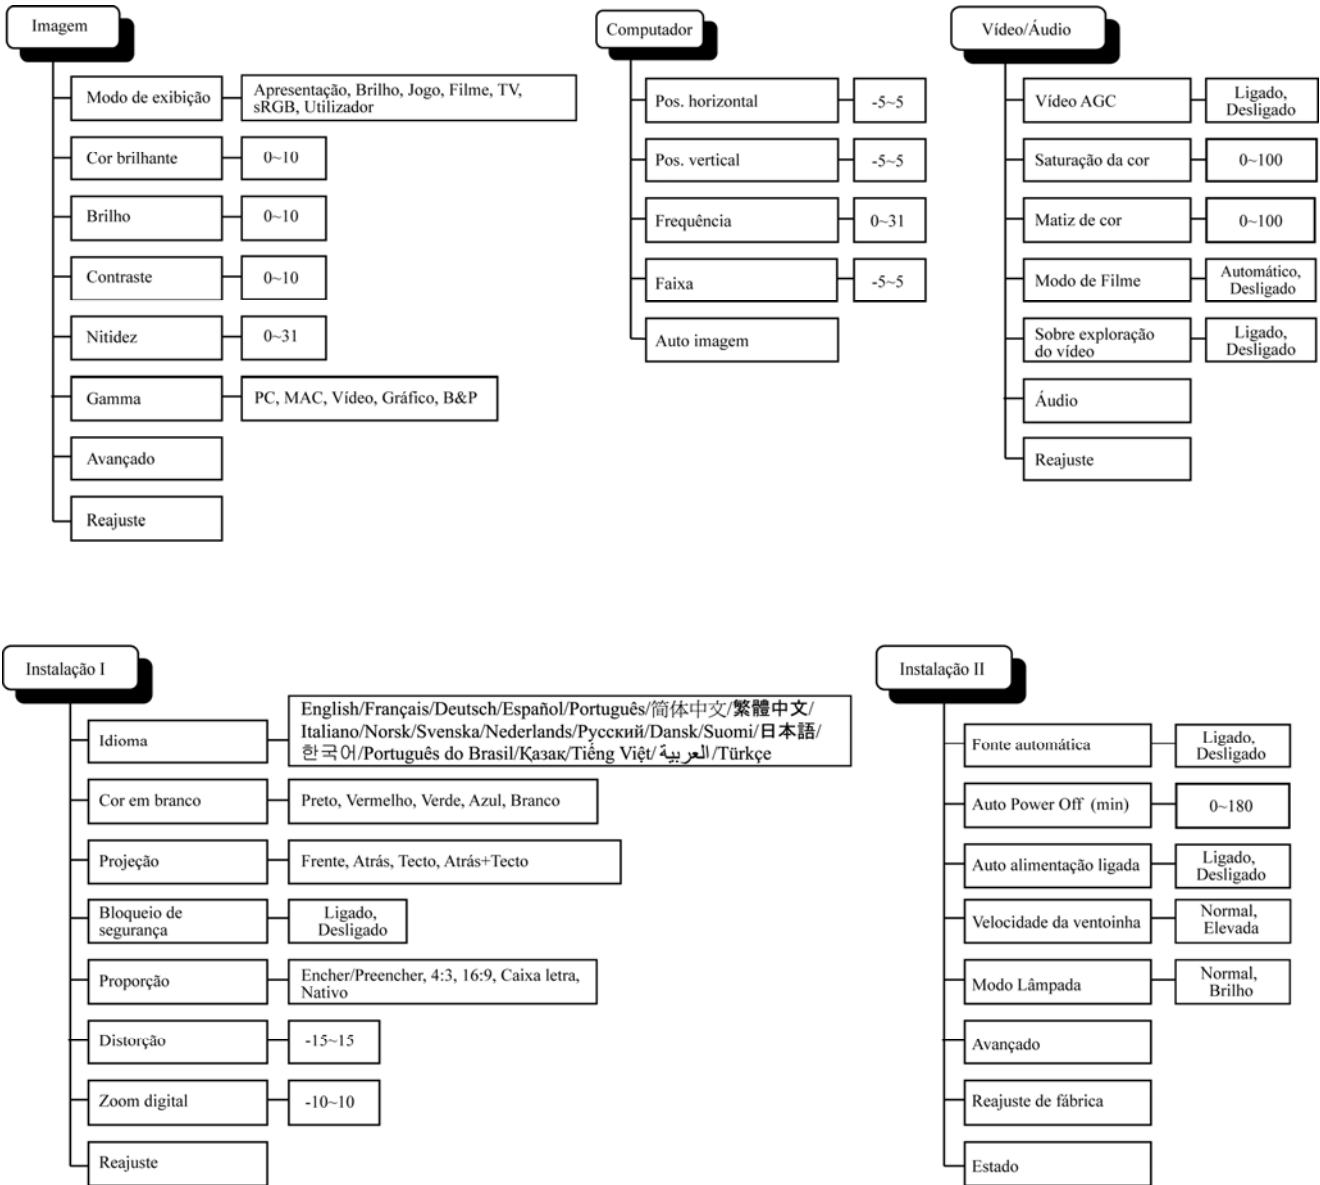 Imagem
Modo de exibição
Apresentação, Brilho, Jogo, Filme, TV,
sRGB, Utilizador
Cor brilhante
0~10
Brilho
0~10
Contraste
0~10
Nitidez
0~31
Gamma
PC, MAC, Vídeo, Gráfico, B&P
Avançado
Reajuste
Computador
Pos. horizontal
-5~5
Pos. vertical
-5~5
Frequência
0~31
Faixa
-5~5
Auto imagem
Vídeo/Áudio
Vídeo AGC
Ligado,
Desligado
Saturação da cor
0~100
Matiz de cor
0~100
Modo de Filme
Automático,
Desligado
Sobre exploração
do vídeo
Ligado,
Desligado
Áudio
Reajuste
Instalação I
Idioma
English/Français/Deutsch/Español/Português/简体中文/繁體中文/
Italiano/Norsk/Svenska/Nederlands/Русский/Dansk/Suomi/日本語/
한국어/Português do Brasil/Қазақ/Tiếng Việt/العربية/Türkçe
Cor em branco
Preto, Vermelho, Verde, Azul, Branco
Projeção
Frente, Atrás, Tecto, Atrás+Tecto
Bloqueio de
segurança
Ligado,
Desligado
Proporção
Encher/Preencher, 4:3, 16:9, Caixa letra,
Nativo
Distorção
-15~15
Zoom digital
-10~10
Reajuste
Instalação II
Fonte automática
Ligado,
Desligado
Auto Power Off (min)
0~180
Auto alimentação ligada
Ligado,
Desligado
Velocidade da ventoinha
Normal,
Elevada
Modo Lâmpada
Normal,
Brilho
Avançado
Reajuste de fábrica
Estado